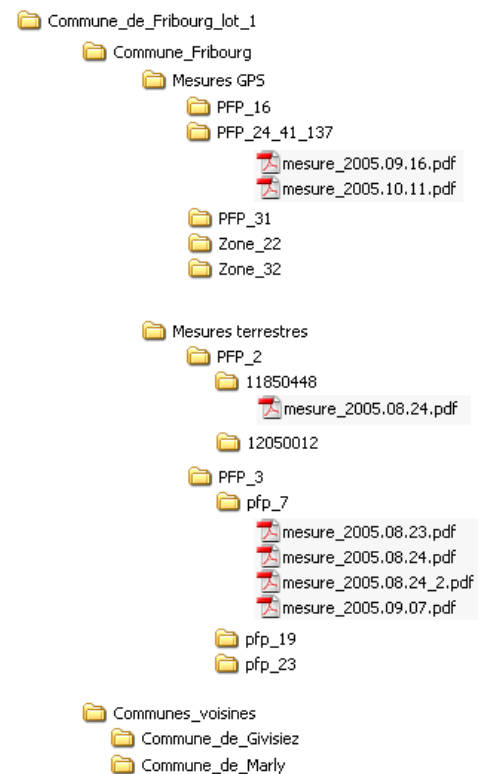 Commune_de_Fribourg_lot_1
Commune_Fribourg
Mesures GPS
PFP_16
PFP_24_41_137
mesure_2005.09.16.pdf
mesure_2005.10.11.pdf
PFP_31
Zone_22
Zone_32
Mesures terrestres
PFP_2
11850448
mesure_2005.08.24.pdf
12050012
PFP_3
pfp_7
mesure_2005.08.23.pdf
mesure_2005.08.24.pdf
mesure_2005.08.24_2.pdf
mesure_2005.09.07.pdf
pfp_19
pfp_23
Communes_voisines
Commune_de_Givisiez
Commune_de_Marly